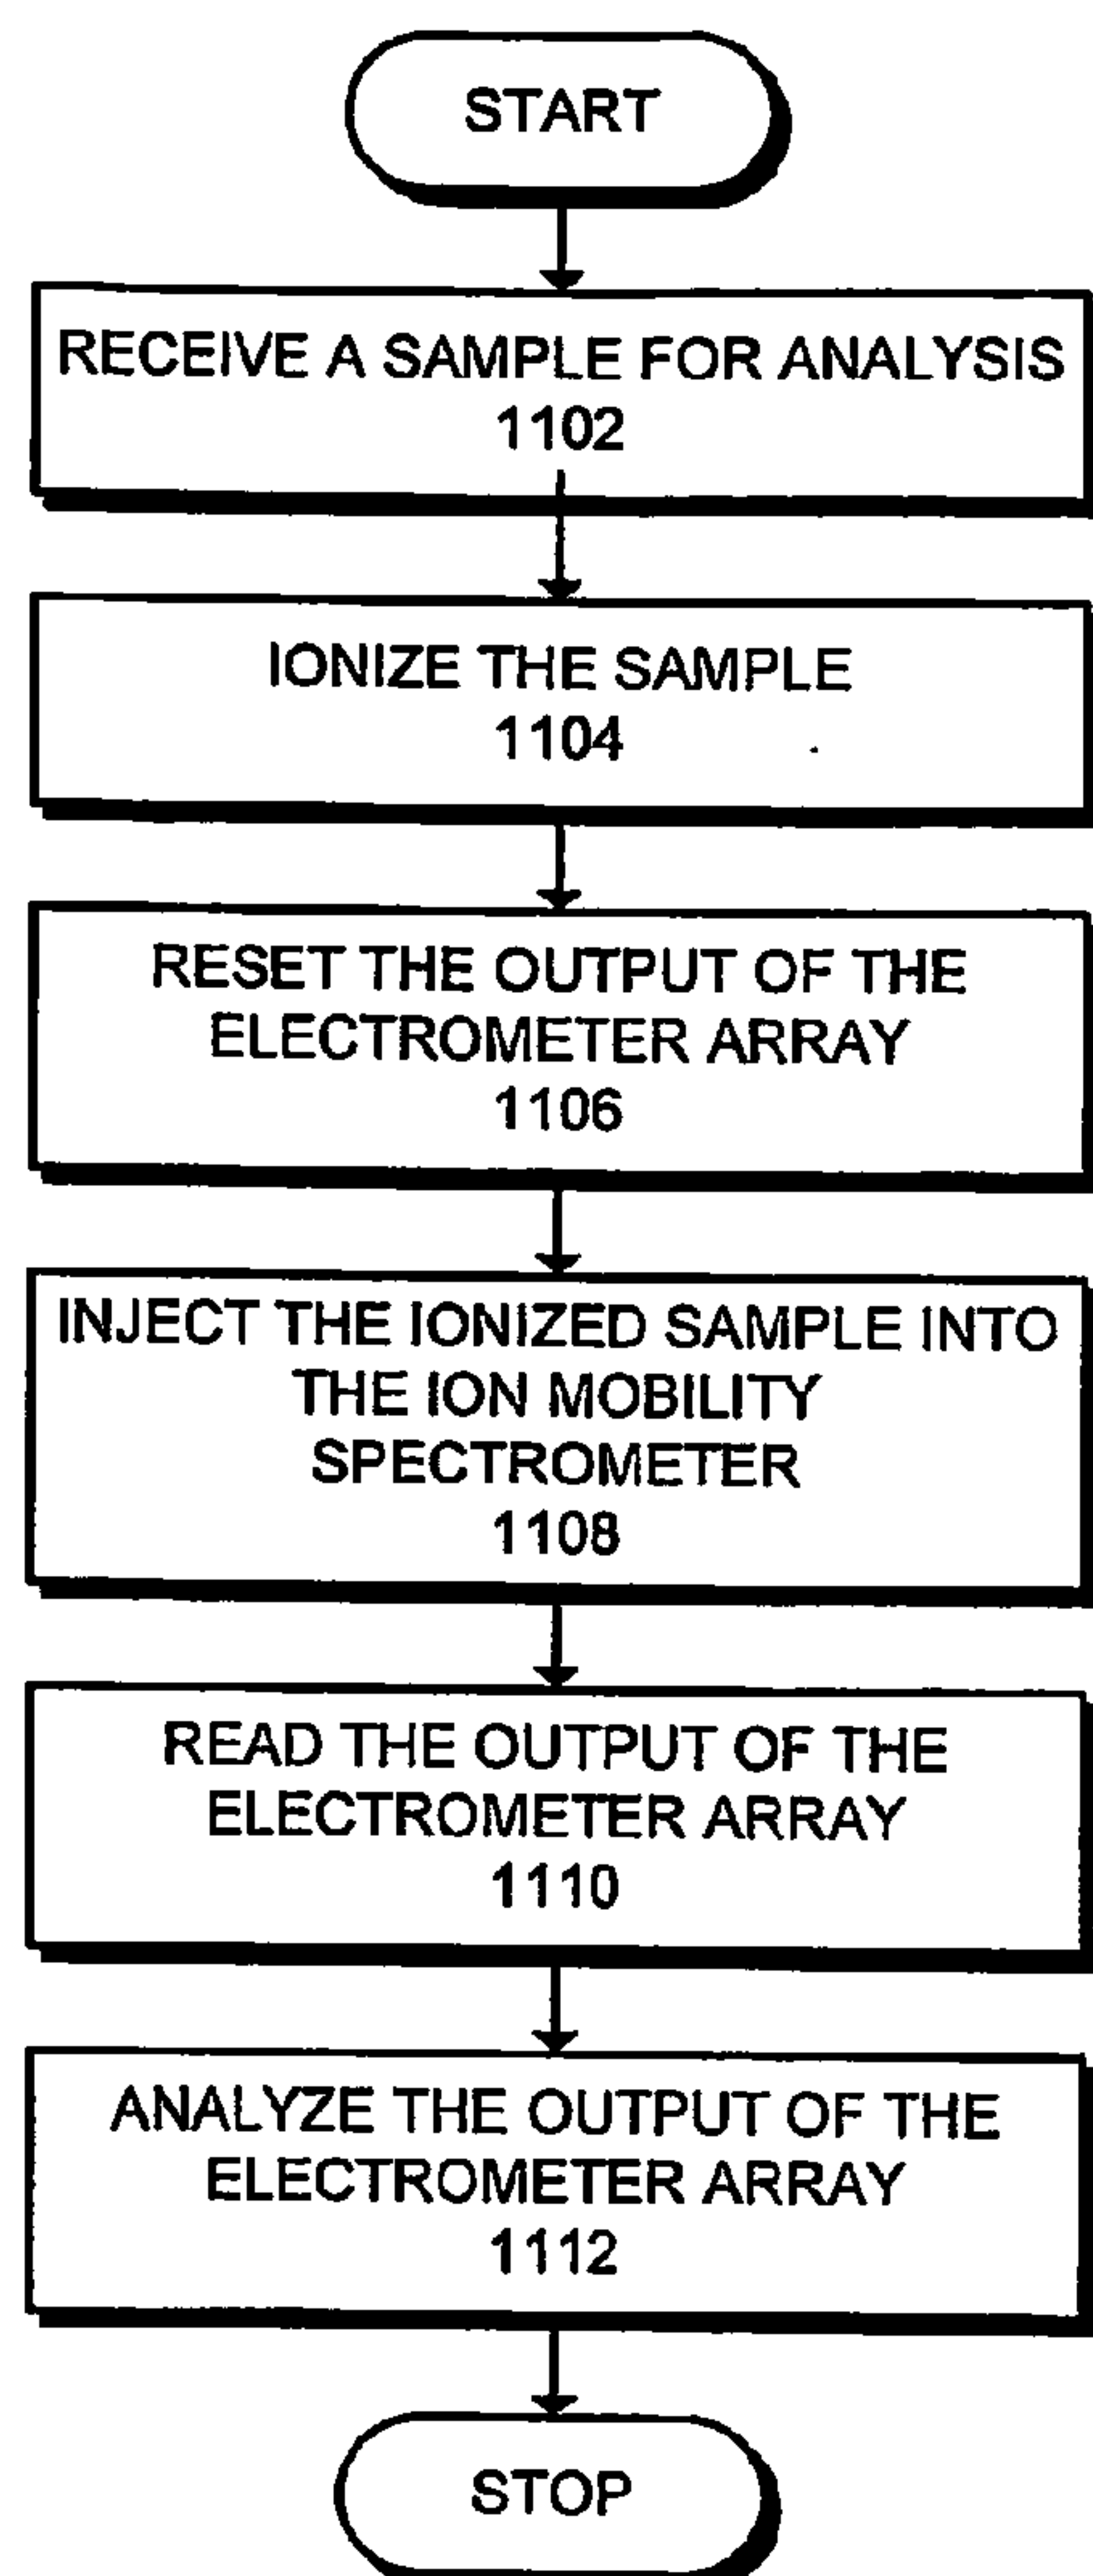 START
RECEIVE A SAMPLE FOR ANALYSIS
1102
IONIZE THE SAMPLE
1104
RESET THE OUTPUT OF THE
ELECTROMETER ARRAY
1106
INJECT THE IONIZED SAMPLE INTO
THE ION MOBILITY
SPECTROMETER
1108
READ THE OUTPUT OF THE
ELECTROMETER ARRAY
1110
ANALYZE THE OUTPUT OF THE
ELECTROMETER ARRAY
1112
STOP